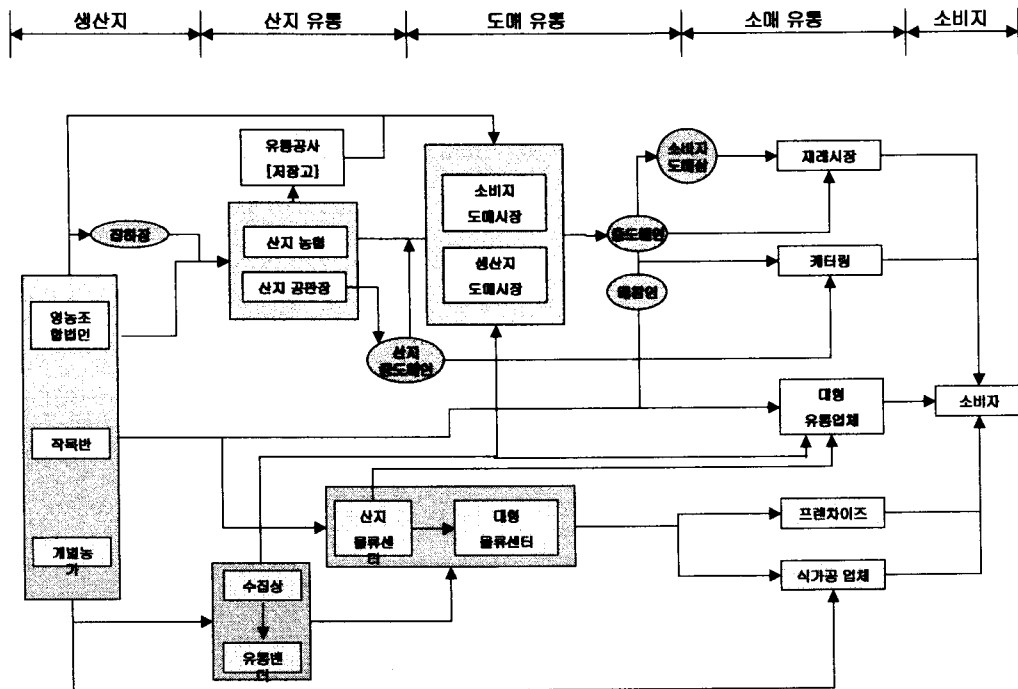 생산지
산지 유통
도매 유통
소매 유통
소비지
유통공사
[저장고]
소비지
도매상
재래시장
집하장
소비지
도매시장
산지 농협
중도매인
생산지
도매시장
케터링
산지 공판장
매참인
영농조
합법인
산지
중도매인
대형
유통업체
소비자
작목반
산지
물류센
터
대형
물류센터
프렌차이즈
개별농
가
수집상
식가공 업체
유통벤
더